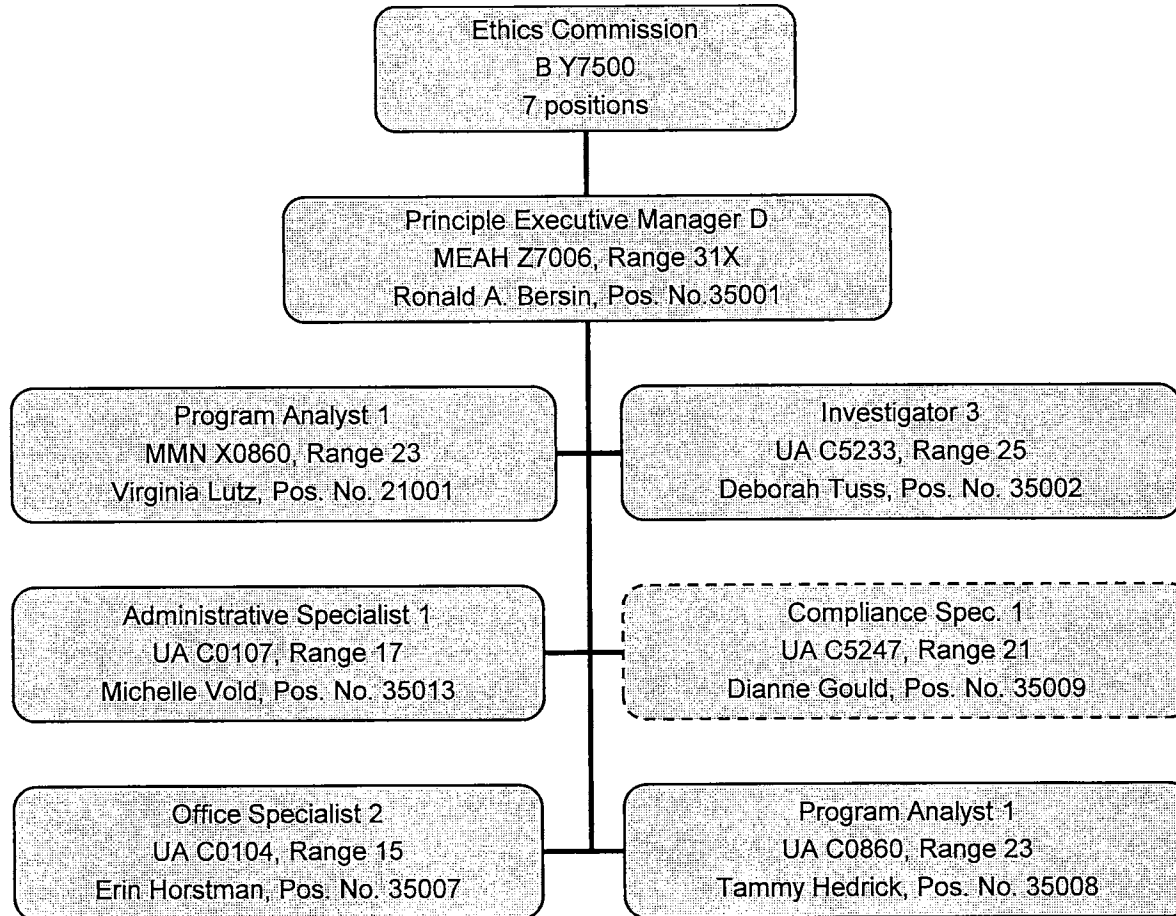 Ethics Commission
B Y7500
7 positions
Principle Executive Manager D
MEAH Z7006, Range 31X
Ronald A. Bersin, Pos. No.35001
Program Analyst 1
MMN X0860, Range 23
Virginia Lutz, Pos. No. 21001
Investigator 3
UA C5233, Range 25
Deborah Tuss, Pos. No. 35002
Administrative Specialist 1
UA C0107, Range 17
Michelle Vold, Pos. No. 35013
Compliance Spec. 1
UA C5247, Range 21
Dianne Gould, Pos. No. 35009
Office Specialist 2
UA C0104, Range 15
Erin Horstman, Pos. No. 35007
Program Analyst 1
UA C0860, Range 23
Tammy Hedrick, Pos. No. 35008